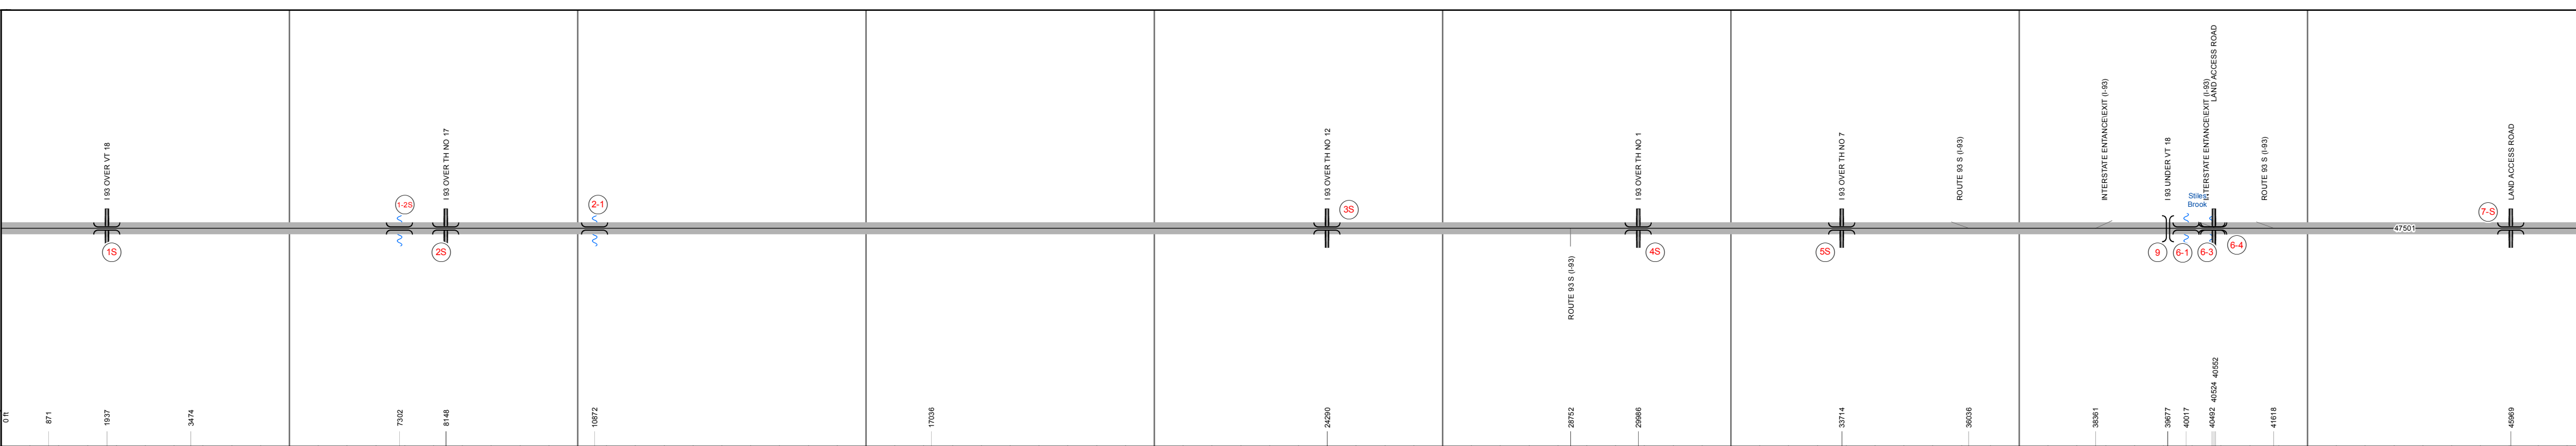 I 93 OVER VT 18
1S
1-2S
I 93 OVER TH NO 17
2S
2-1
I 93 OVER TH NO 12
3S
ROUTE 93 S (I-93)
I 93 OVER TH NO 1
4S
I 93 OVER TH NO 7
5S
ROUTE 93 S (I-93)
INTERSTATE ENTANCE\EXIT (I-93)
I 93 UNDER VT 18
9
6-1
Stiles
Brook
INTERSTATE ENTANCE\EXIT (I-93)
LAND ACCESS ROAD
6-3
6-4
ROUTE 93 S (I-93)
47501
7-S
LAND ACCESS ROAD
0 ft
871
1937
3474
7302
8148
10872
17036
24290
28752
29986
33714
36036
38361
39677
40017
40492
40524
40552
41618
45969